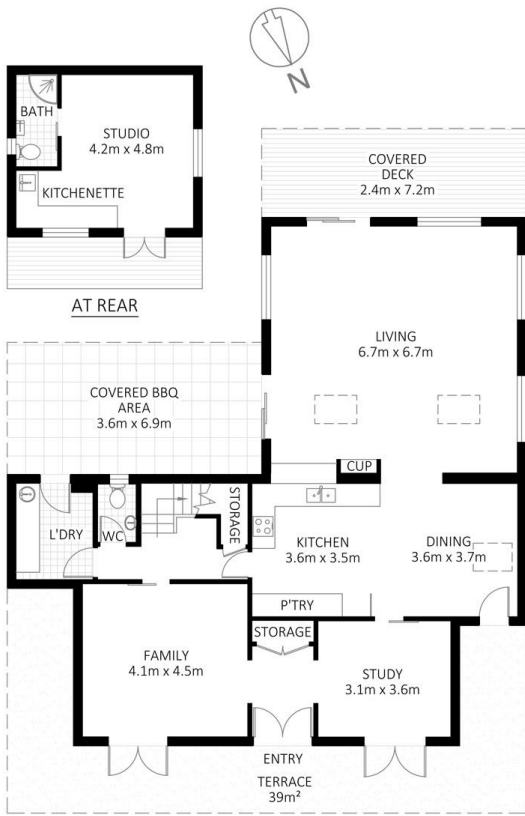 N
BATH
STUDIO
4.2m x 4.8m
KITCHENETTE
AT REAR
COVERED
DECK
2.4m x 7.2m
LIVING
6.7m x 6.7m
COVERED BBQ
AREA
3.6m x 6.9m
CUP
L'DRY
WC
STORAGE
KITCHEN
3.6m x 3.5m
DINING
3.6m x 3.7m
P'TRY
STORAGE
FAMILY
4.1m x 4.5m
STUDY
3.1m x 3.6m
ENTRY
TERRACE
39m²